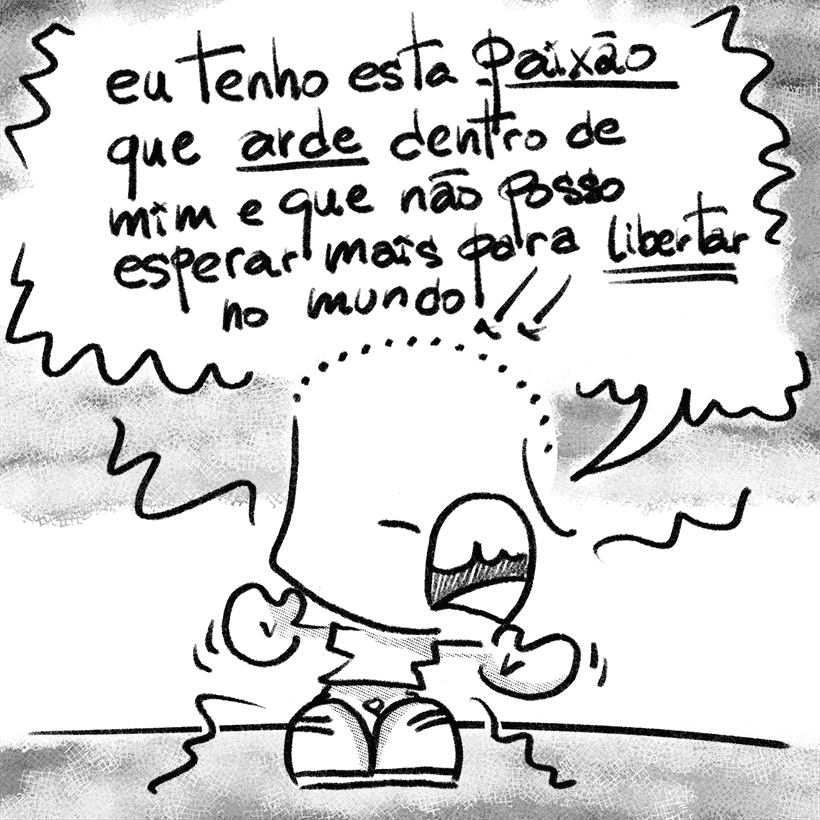 eu tenho esta paixão
que arde dentro de
mim e que não posso
esperar mais para libertar
no mundo!